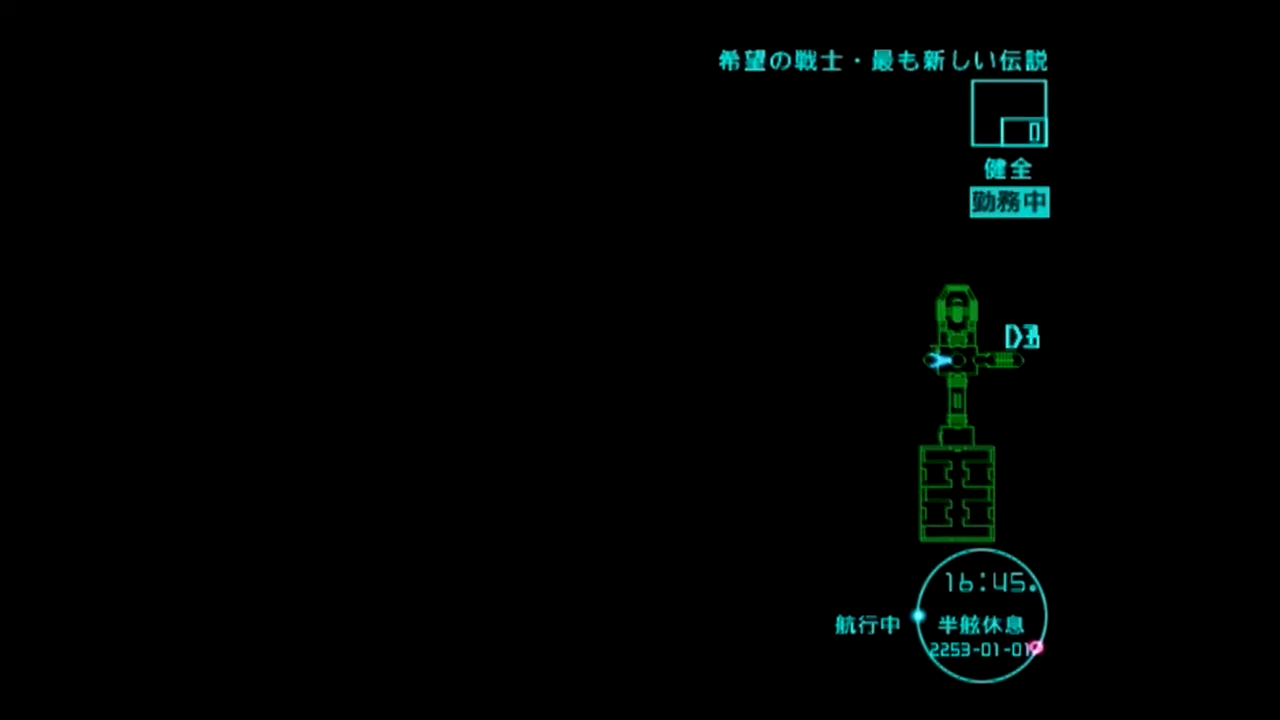 希望の戦士・最も新しい伝説
0
健全
勤務中
16:45.
航行中
半舷休息
2253-01-01